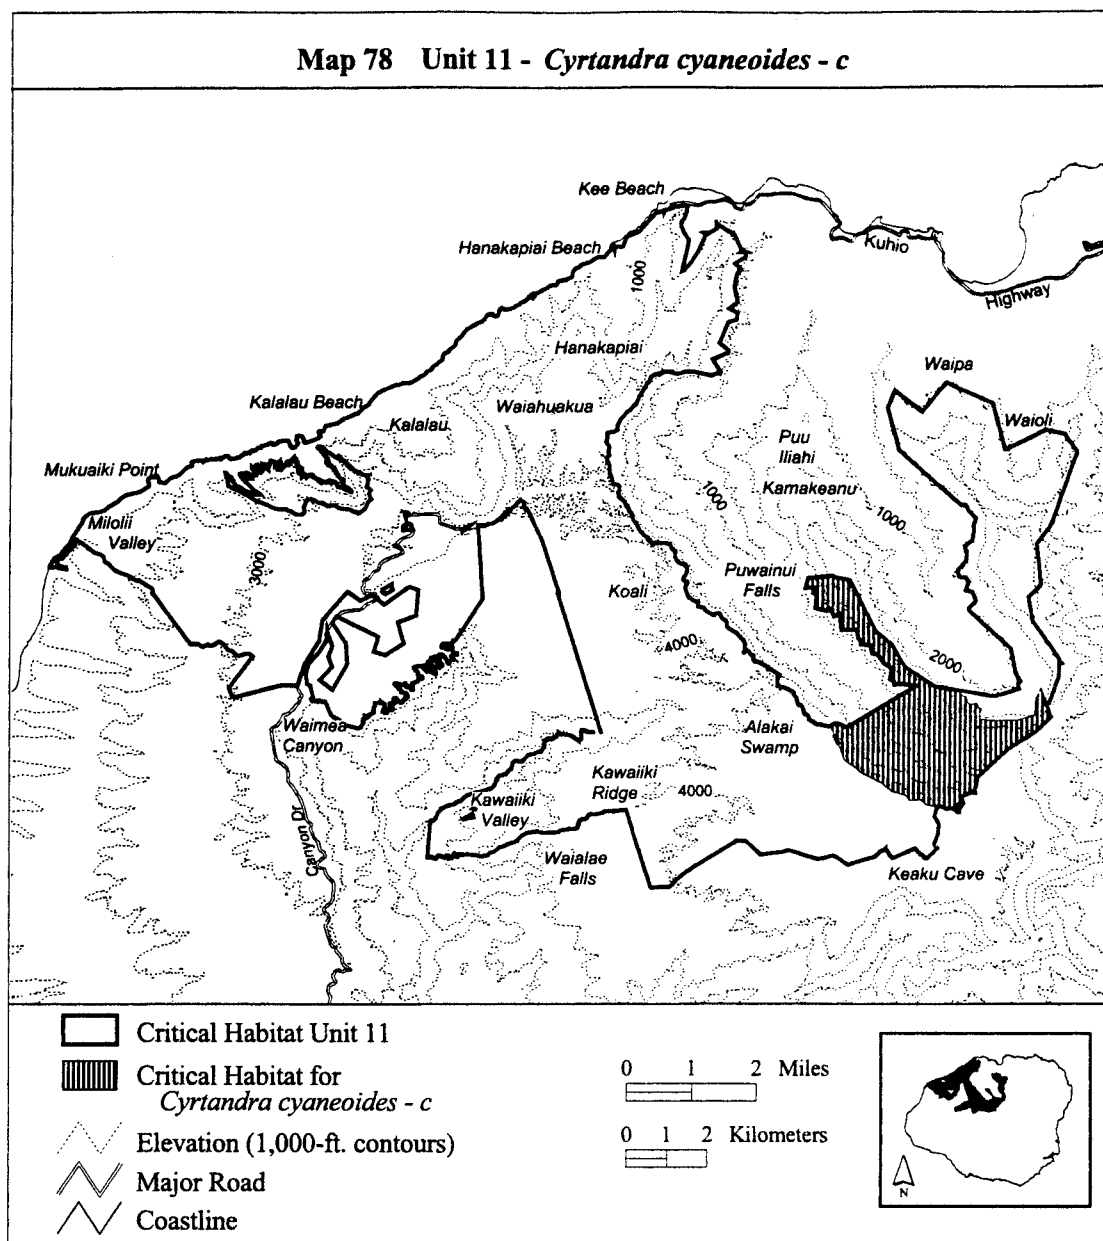 Map 78 Unit 11 - Cyrtandra cyaneoides - c
Kee Beach
Hanakapiai Beach
Kuhio
Highway
1000
Hanakapiai
Waipa
Kalalau Beach
Waiahuakua
Kalalau
Waioli
Puu
Iliahi
Mukuaiki Point
Kamakeanu
1000
1000
Milolii
Valley
3000
Puwainui
Falls
Koali
4000
2000
Waimea
Canyon
Alakai
Swamp
Kawaiiki
Ridge
4000
Kawaiiki
Valley
Canyon Dr
Waialae
Falls
Keaku Cave
Critical Habitat Unit 11
Critical Habitat for
Cyrtandra cyaneoides - c
Elevation (1,000-ft. contours)
Major Road
Coastline
0 1 2 Miles
0 1 2 Kilometers
N